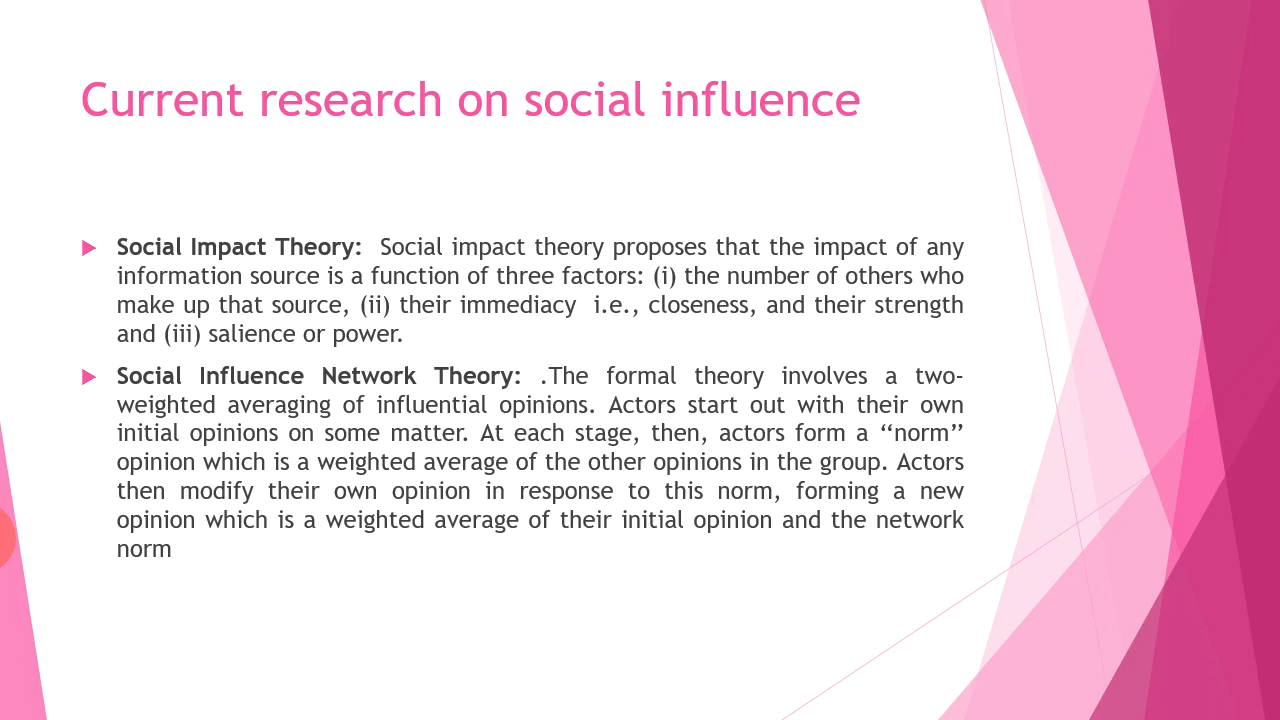 Current research on social influence
Social Impact Theory:  Social impact theory proposes that the impact of any
information source is a function of three factors: (i) the number of others who
make up that source, (ii) their immediacy  i.e., closeness, and their strength
and (iii) salience or power.
Social Influence Network Theory: .The formal theory involves a two-
weighted averaging of influential opinions. Actors start out with their own
initial opinions on some matter. At each stage, then, actors form a ‘‘norm’’
opinion which is a weighted average of the other opinions in the group. Actors
then modify their own opinion in response to this norm, forming a new
opinion which is a weighted average of their initial opinion and the network
norm